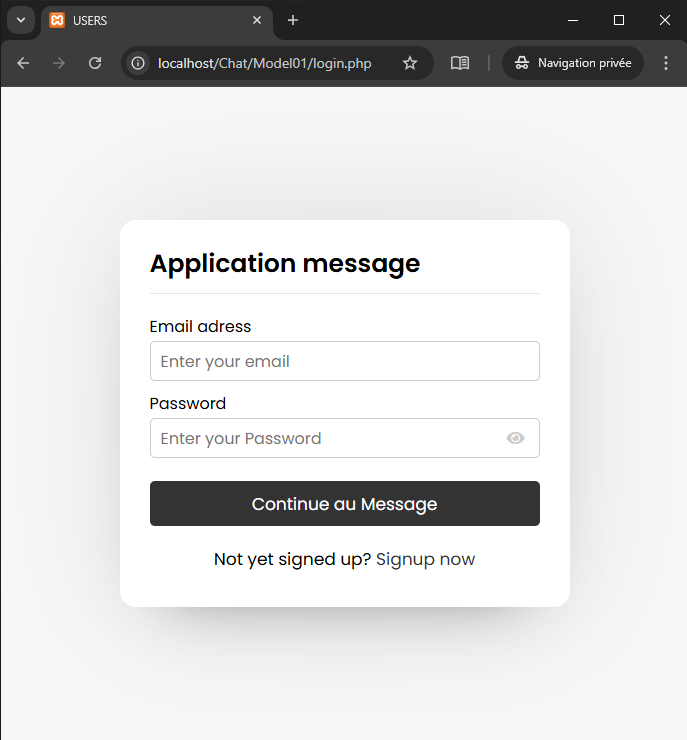 USERS
localhost/Chat/Model01/login.php
Navigation privée
Application message
Email adress
Enter your email
Password
Enter your Password
Continue au Message
Not yet signed up? Signup now